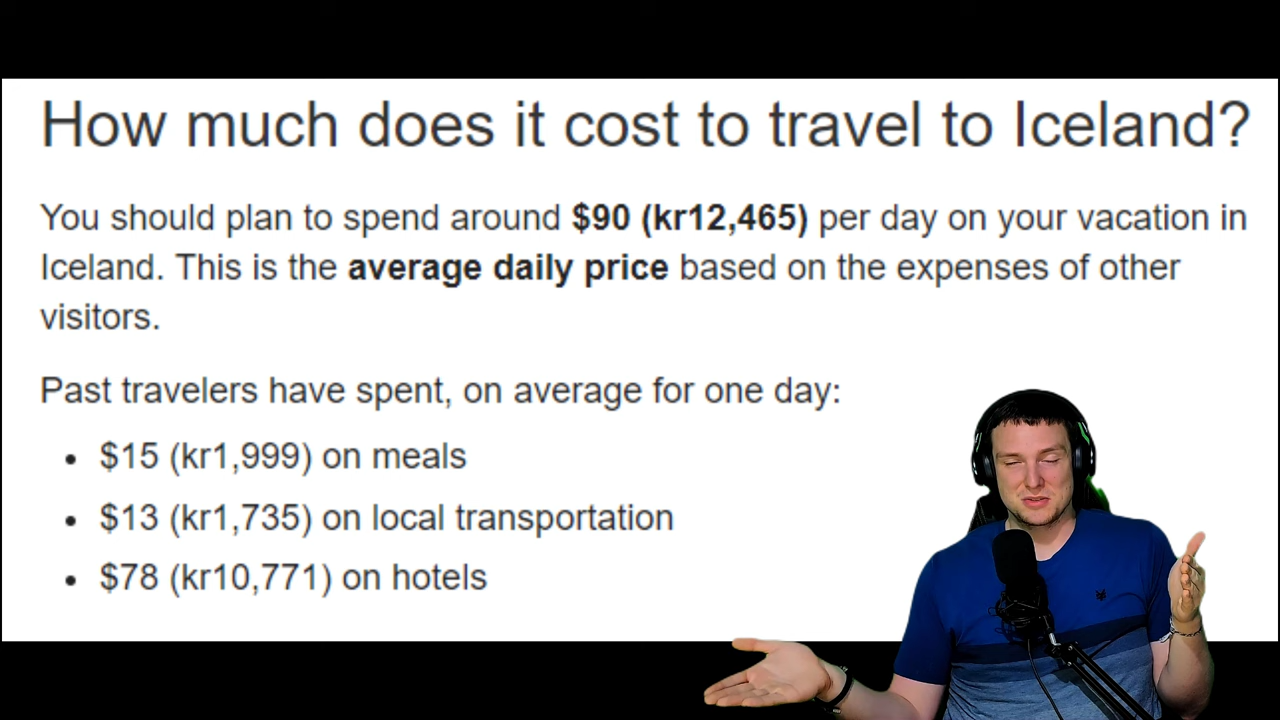 How much does it cost to travel to Iceland?
You should plan to spend around $90 (kr12,465) per day on your vacation in
Iceland. This is the average daily price based on the expenses of other
visitors.
Past travelers have spent, on average for one day:
• $15 (kr1,999) on meals
• $13 (kr1,735) on local transportation
• $78 (kr10,771) on hotels